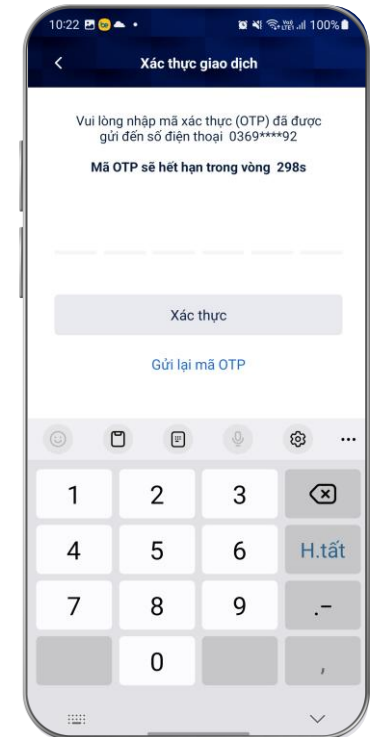 10:22 100%
Xác thực giao dịch
Vui lòng nhập mã xác thực (OTP) đã được
gửi đến số điện thoại 0369****92
Mã OTP sẽ hết hạn trong vòng 298s
Xác thực
Gửi lại mã OTP
1 2 3
4 5 6 H.tất
7 8 9 .-
0 ,